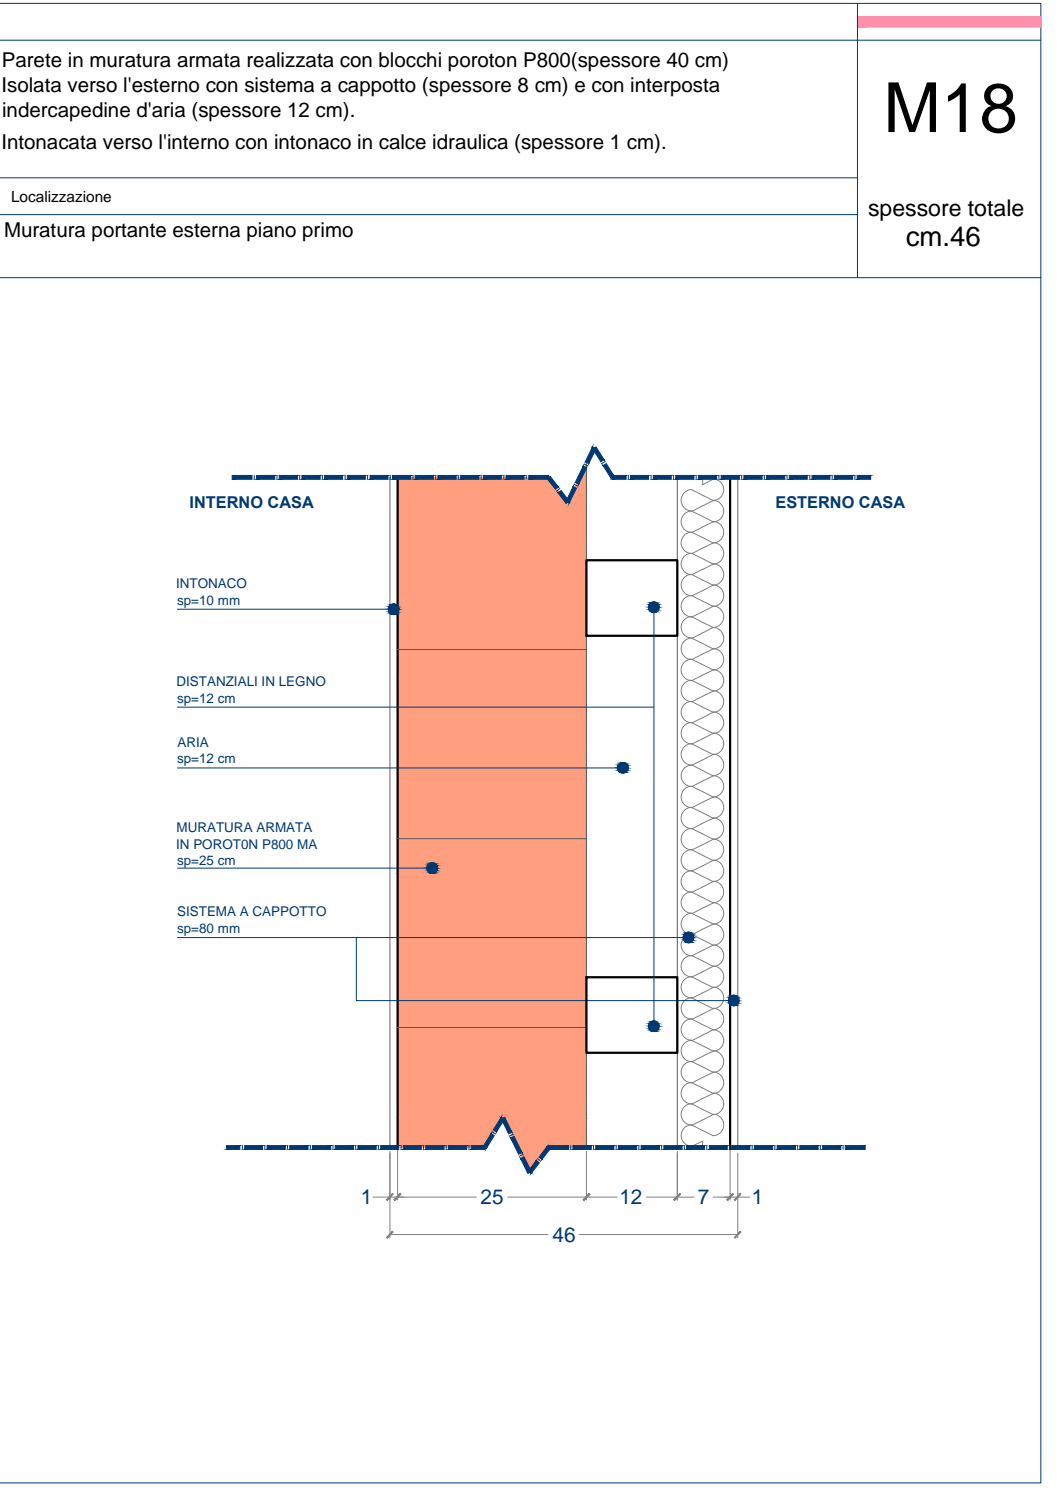 Parete in muratura armata realizzata con blocchi poroton P800(spessore 40 cm)
Isolata verso l'esterno con sistema a cappotto (spessore 8 cm) e con interposta
indercapedine d'aria (spessore 12 cm).
Intonacata verso l'interno con intonaco in calce idraulica (spessore 1 cm).
M18
Localizzazione
Muratura portante esterna piano primo
spessore totale
cm.46
INTERNO CASA
ESTERNO CASA
INTONACO
sp=10 mm
DISTANZIALI IN LEGNO
sp=12 cm
ARIA
sp=12 cm
MURATURA ARMATA
IN POROT0N P800 MA
sp=25 cm
SISTEMA A CAPPOTTO
sp=80 mm
1 25 12 7 1
46